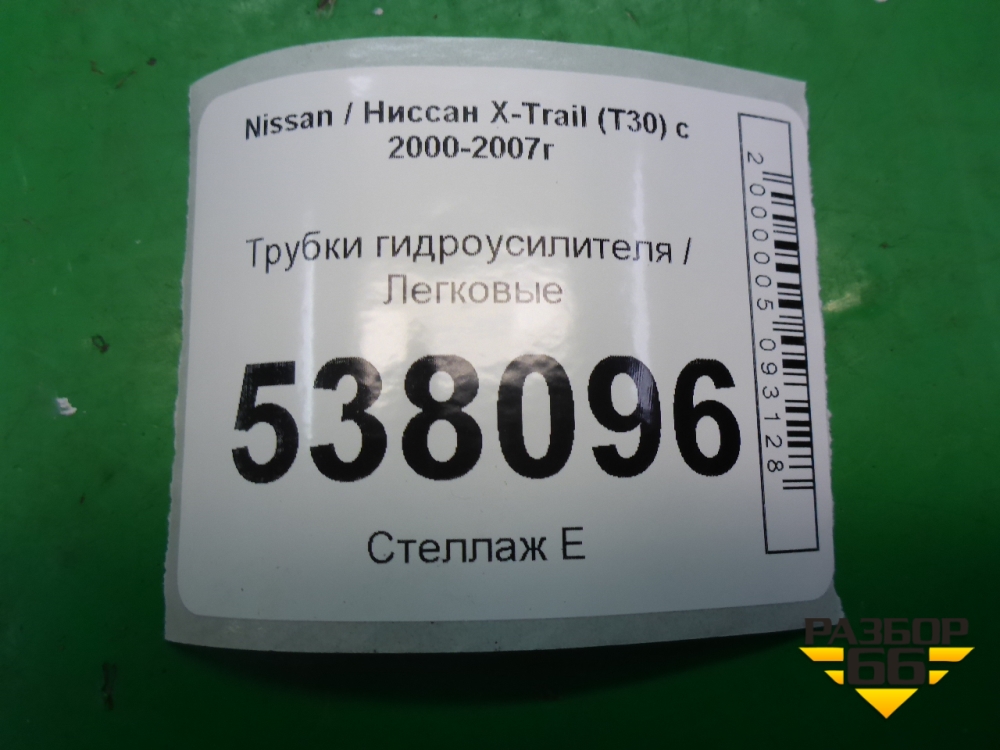 Nissan / Ниссан X-Trail (T30) с
2000-2007г
Трубки гидроусилителя /
Легковые
538096
Стеллаж E
2000005093128
РАЗБОР
66